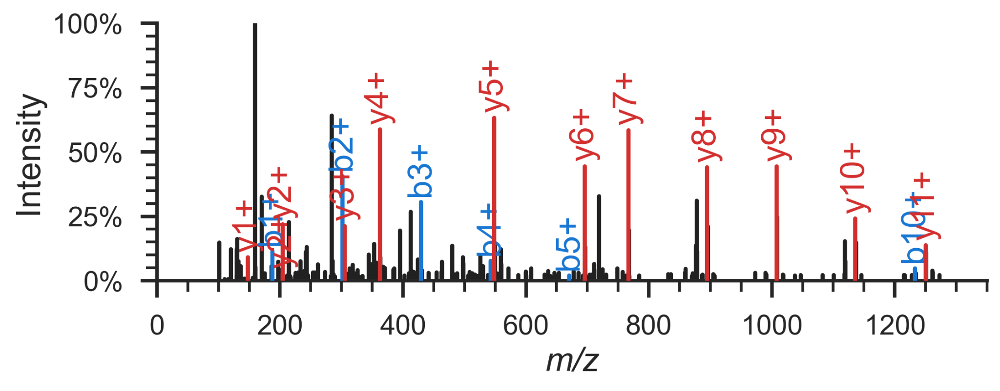 100%
75%
50%
25%
0%
Intensity
y1+
b1+
y2+
y2+
b2+
y3+
y4+
b3+
b4+
y5+
b5+
y6+
y7+
y8+
y9+
y10+
b10+
y11+
0 200 400 600 800 1000 1200
m/z